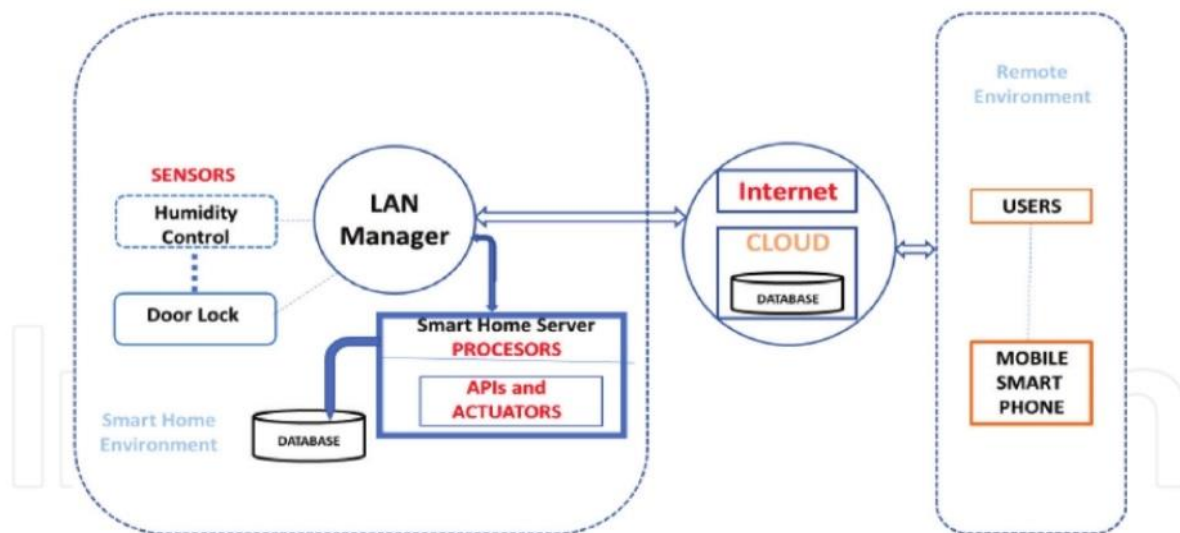 SENSORS
Humidity
Control
Door Lock
LAN
Manager
Smart Home Server
PROCESORS
APIs and
ACTUATORS
DATABASE
Smart Home
Environment
Internet
CLOUD
DATABASE
Remote
Environment
USERS
MOBILE
SMART
PHONE